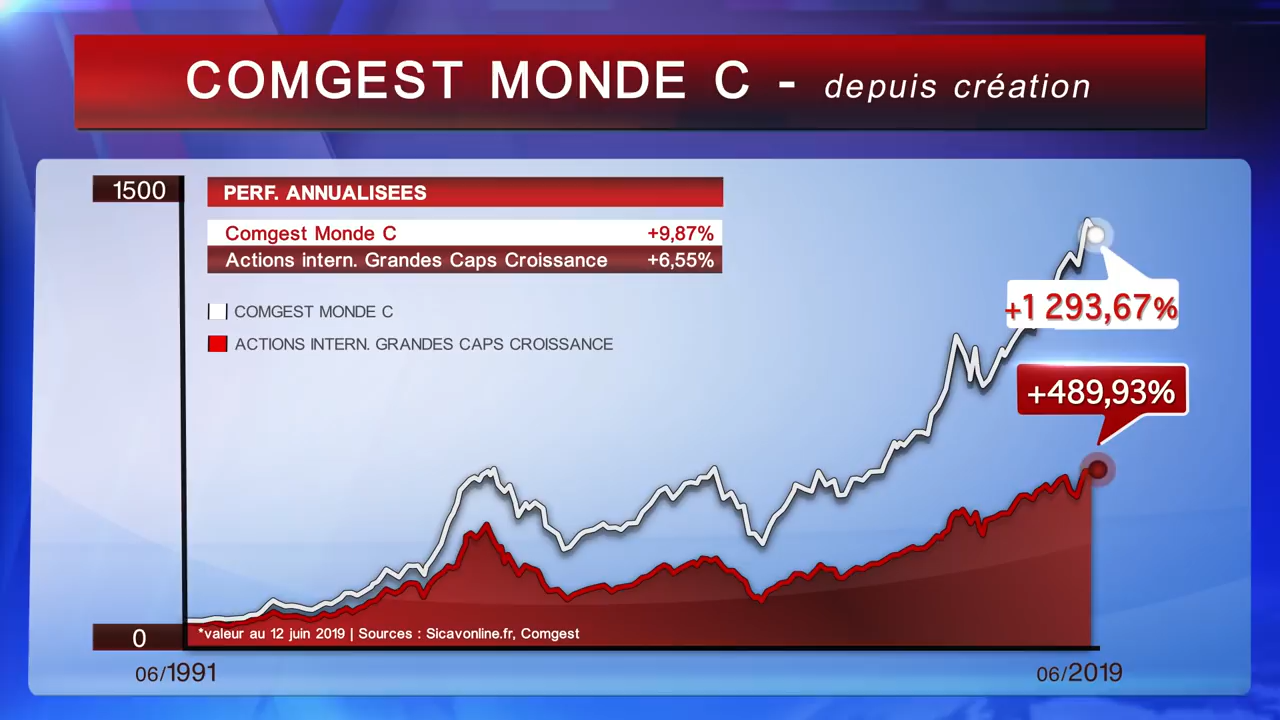 COMGEST MONDE C - depuis création
1500
PERF. ANNUALISEES
Comgest Monde C +9,87%
Actions intern. Grandes Caps Croissance +6,55%
COMGEST MONDE C
ACTIONS INTERN. GRANDES CAPS CROISSANCE
+1 293,67%
+489,93%
0
*valeur au 12 juin 2019 | Sources : Sicavonline.fr, Comgest
06/1991
06/2019